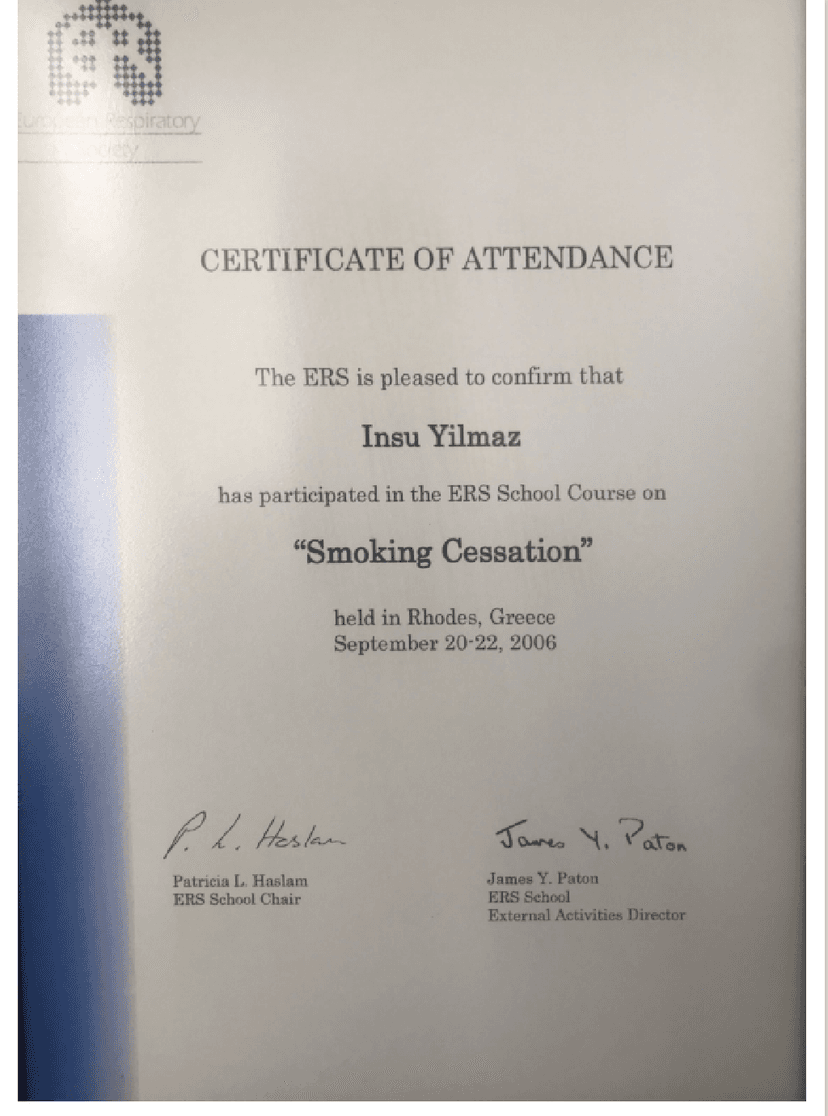 European Respiratory
Society
CERTIFICATE OF ATTENDANCE
The ERS is pleased to confirm that
Insu Yilmaz
has participated in the ERS School Course on
“Smoking Cessation”
held in Rhodes, Greece
September 20-22, 2006
P. L. Haslam
Patricia L. Haslam
ERS School Chair
James Y. Paton
James Y. Paton
ERS School
External Activities Director